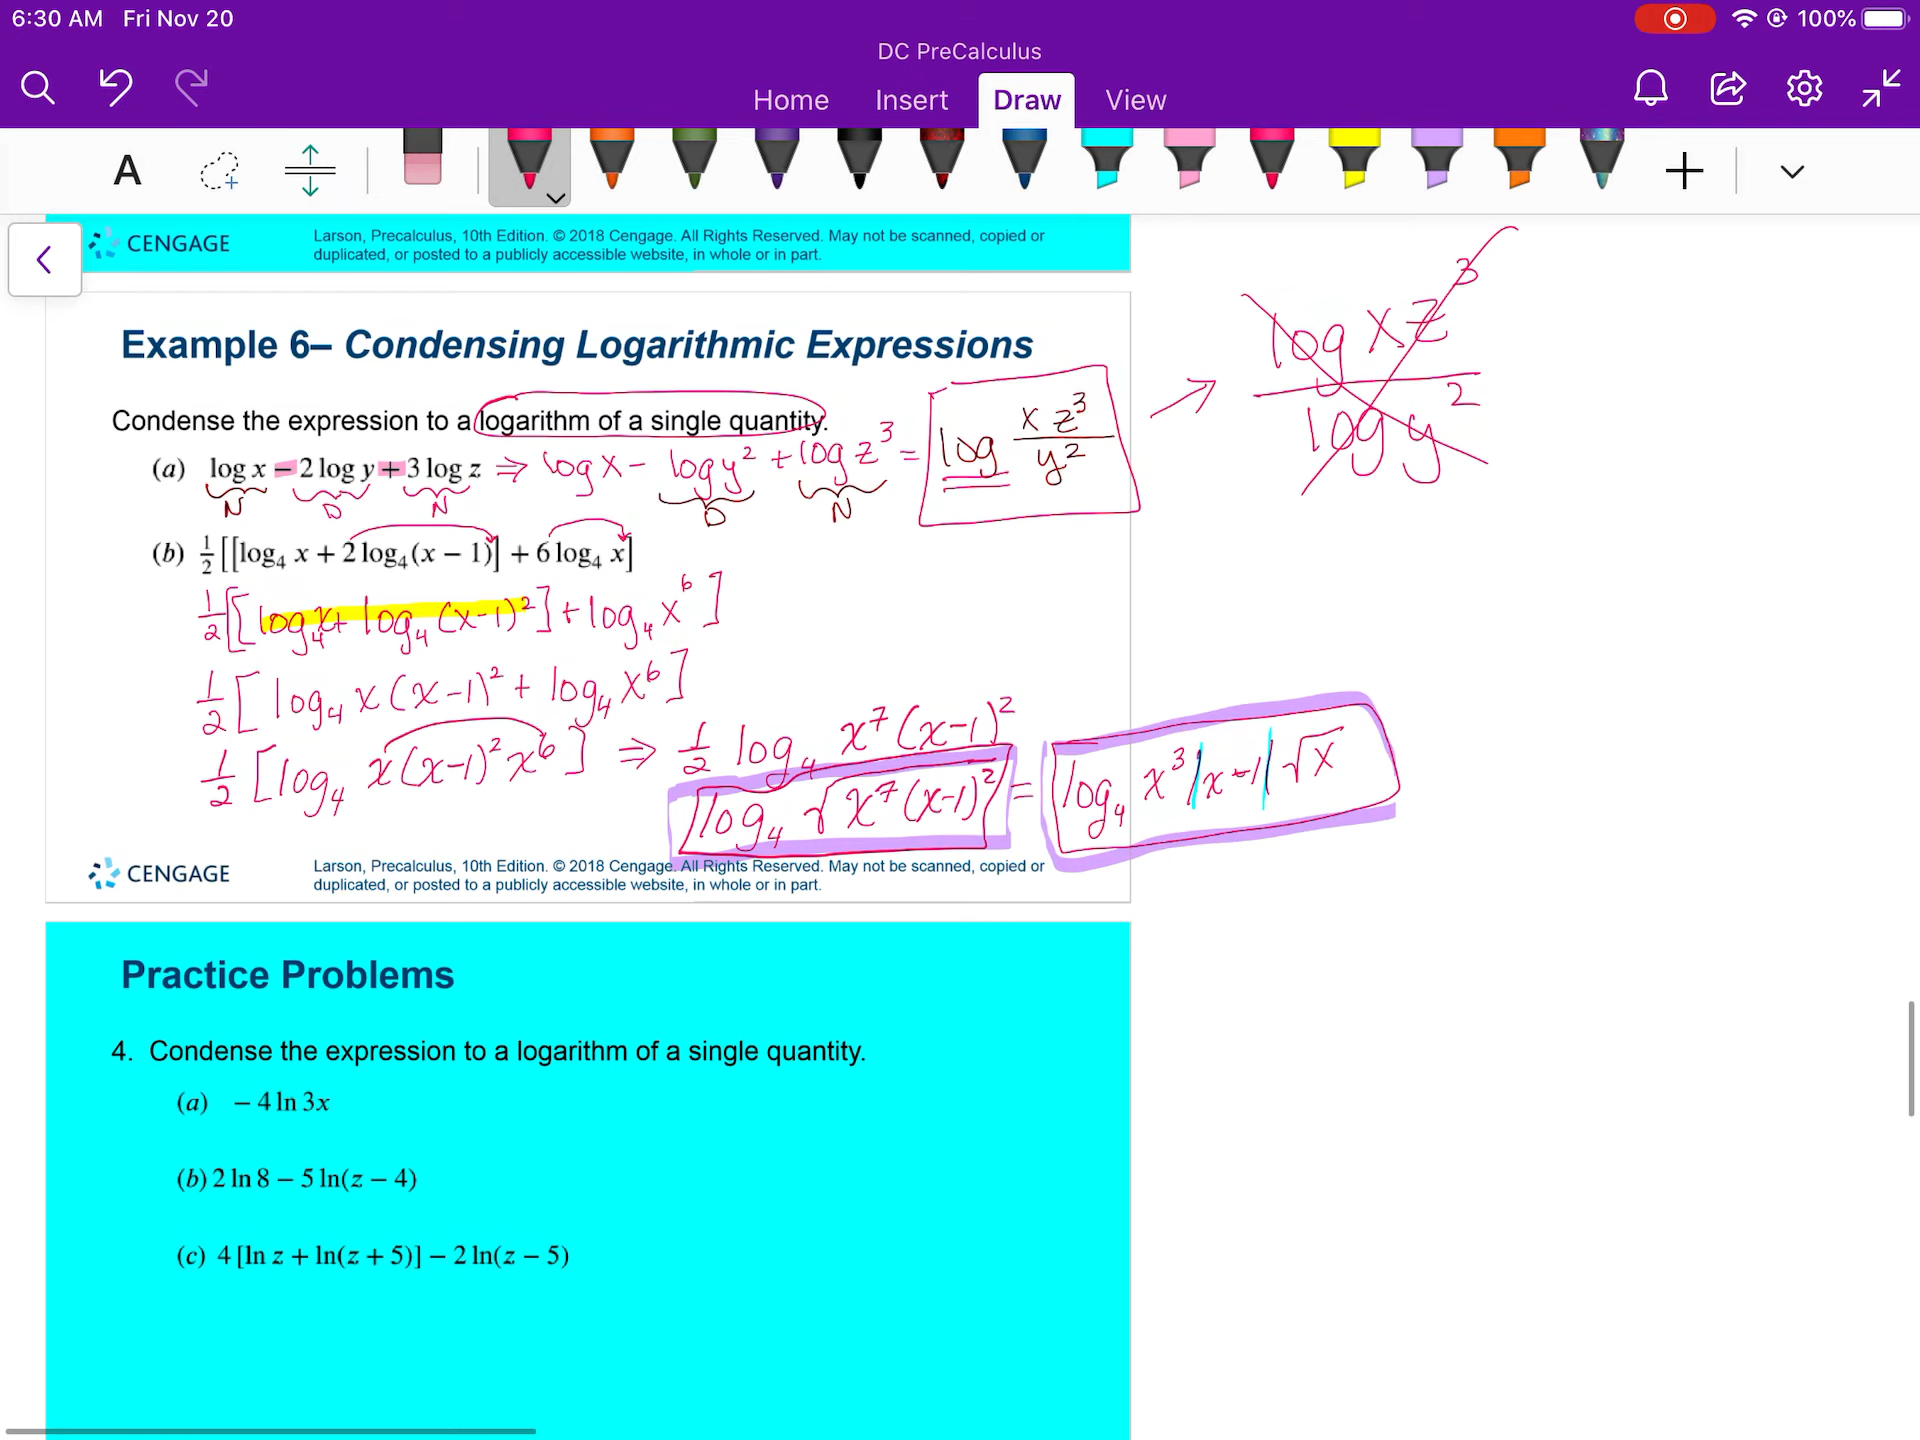 6:30 AM Fri Nov 20
100%
DC PreCalculus
Home Insert Draw View
A
CENGAGE
Larson, Precalculus, 10th Edition. © 2018 Cengage. All Rights Reserved. May not be scanned, copied or
duplicated, or posted to a publicly accessible website, in whole or in part.
Example 6– Condensing Logarithmic Expressions
Condense the expression to a logarithm of a single quantity.
(a) log x − 2 log y + 3 log z ⇒ log x − log y² + log z³ = log xz³/y² → log xz³ / log y²
N D N D N
(b) ½[[log₄ x + 2 log₄(x − 1)] + 6 log₄ x]
½[[log₄x + log₄(x−1)²] + log₄x⁶]
½[log₄ x(x−1)² + log₄ x⁶]
½[log₄ x(x−1)²x⁶] ⇒ ½ log₄ x⁷(x−1)²
log₄ √(x⁷(x−1)²) = log₄ x³|x−1|√x
CENGAGE
Larson, Precalculus, 10th Edition. © 2018 Cengage. All Rights Reserved. May not be scanned, copied or
duplicated, or posted to a publicly accessible website, in whole or in part.
Practice Problems
4. Condense the expression to a logarithm of a single quantity.
(a) − 4 ln 3x
(b) 2 ln 8 − 5 ln(z − 4)
(c) 4 [ln z + ln(z + 5)] − 2 ln(z − 5)